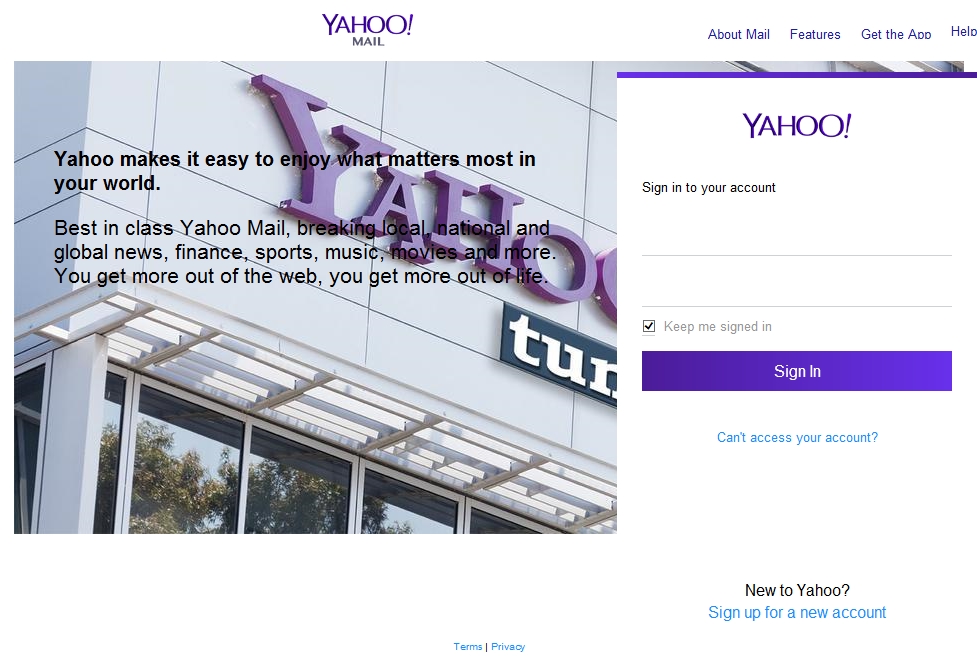 YAHOO!
MAIL
About Mail Features Get the App Help
YAHOO
tum
Yahoo makes it easy to enjoy what matters most in
your world.
Best in class Yahoo Mail, breaking local, national and
global news, finance, sports, music, movies and more.
You get more out of the web, you get more out of life.
YAHOO!
Sign in to your account
Keep me signed in
Sign In
Can't access your account?
New to Yahoo?
Sign up for a new account
Terms | Privacy